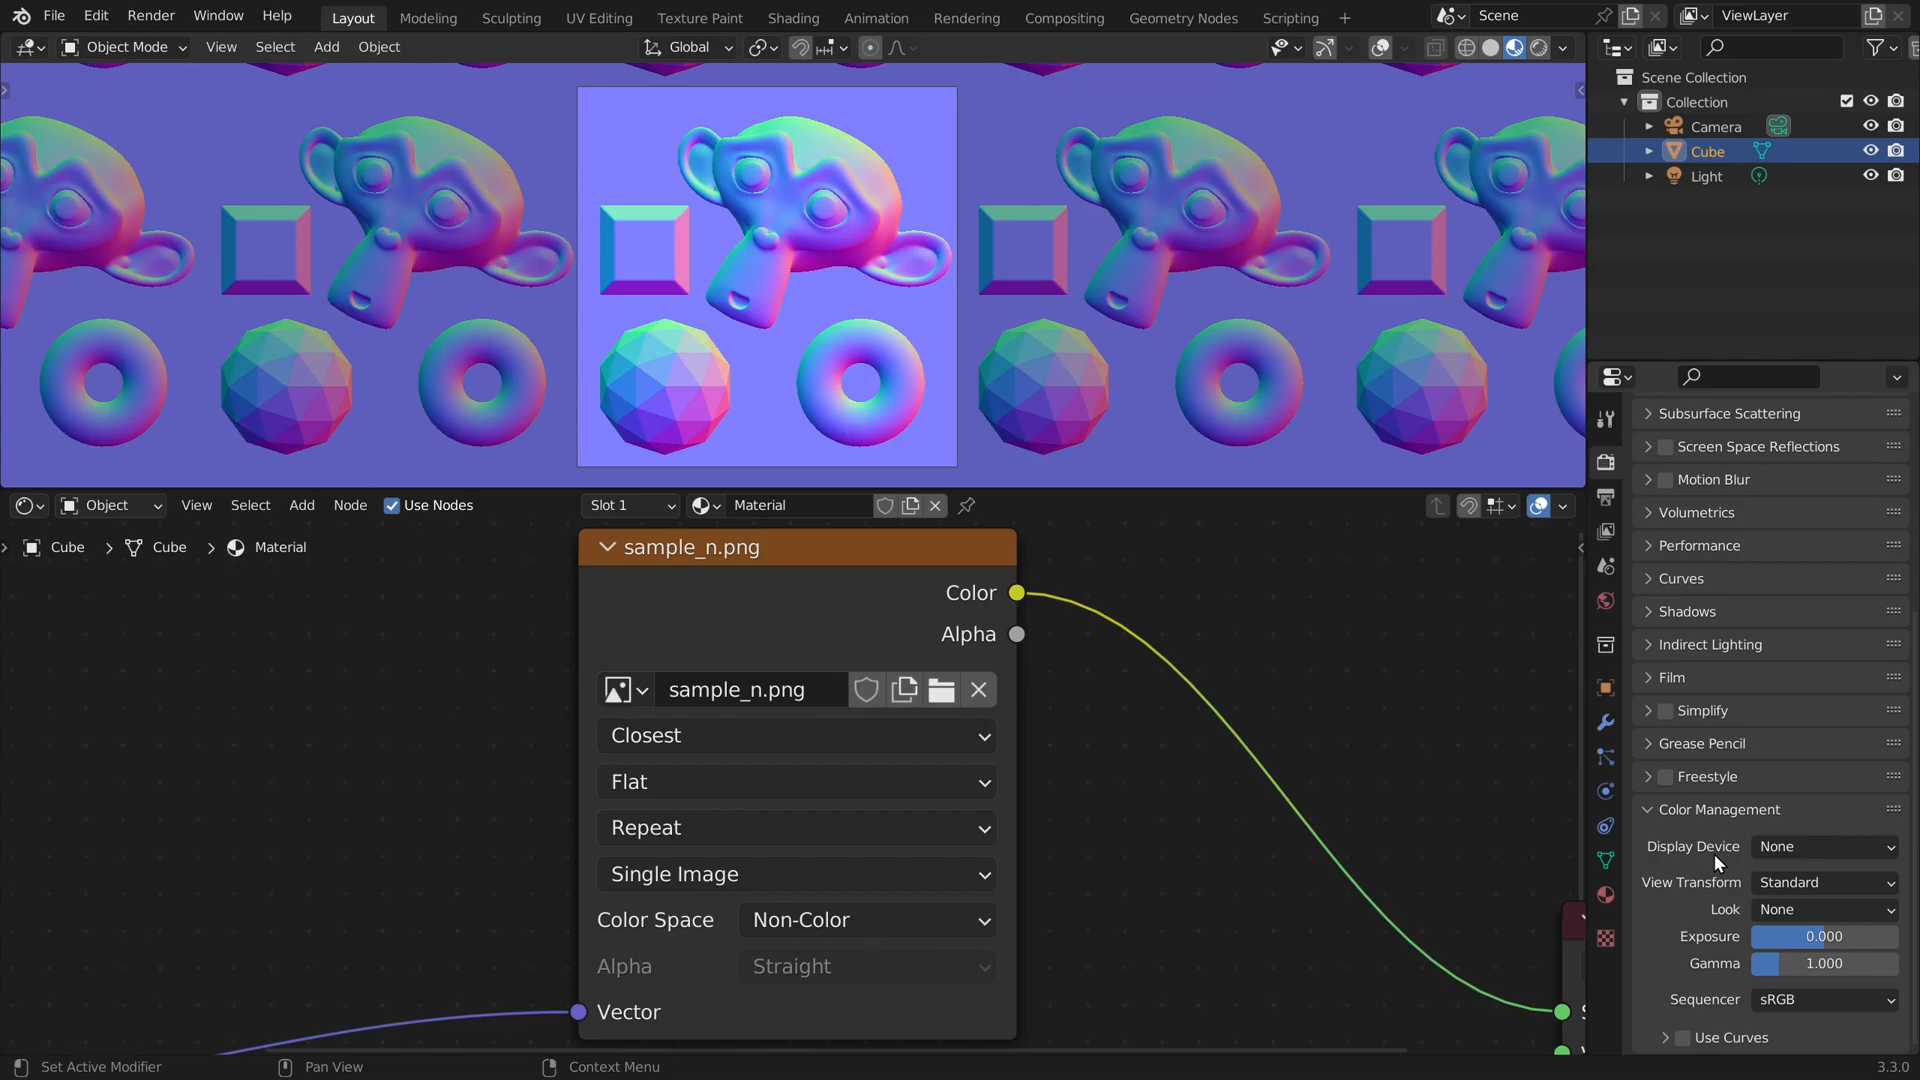 File Edit Render Window Help Layout Modeling Sculpting UV Editing Texture Paint Shading Animation Rendering Compositing Geometry Nodes Scripting Scene ViewLayer
Object Mode View Select Add Object Global
Scene Collection
Collection
Camera
Cube
Light
Subsurface Scattering
Screen Space Reflections
Motion Blur
Volumetrics
Performance
Curves
Shadows
Indirect Lighting
Film
Simplify
Grease Pencil
Freestyle
Color Management
Display Device None
View Transform Standard
Look None
Exposure 0.000
Gamma 1.000
Sequencer sRGB
Use Curves
Object View Select Add Node Use Nodes Slot 1 Material
Cube Cube Material
sample_n.png
Color
Alpha
sample_n.png
Closest
Flat
Repeat
Single Image
Color Space Non-Color
Alpha Straight
Vector
Set Active Modifier Pan View Context Menu 3.3.0